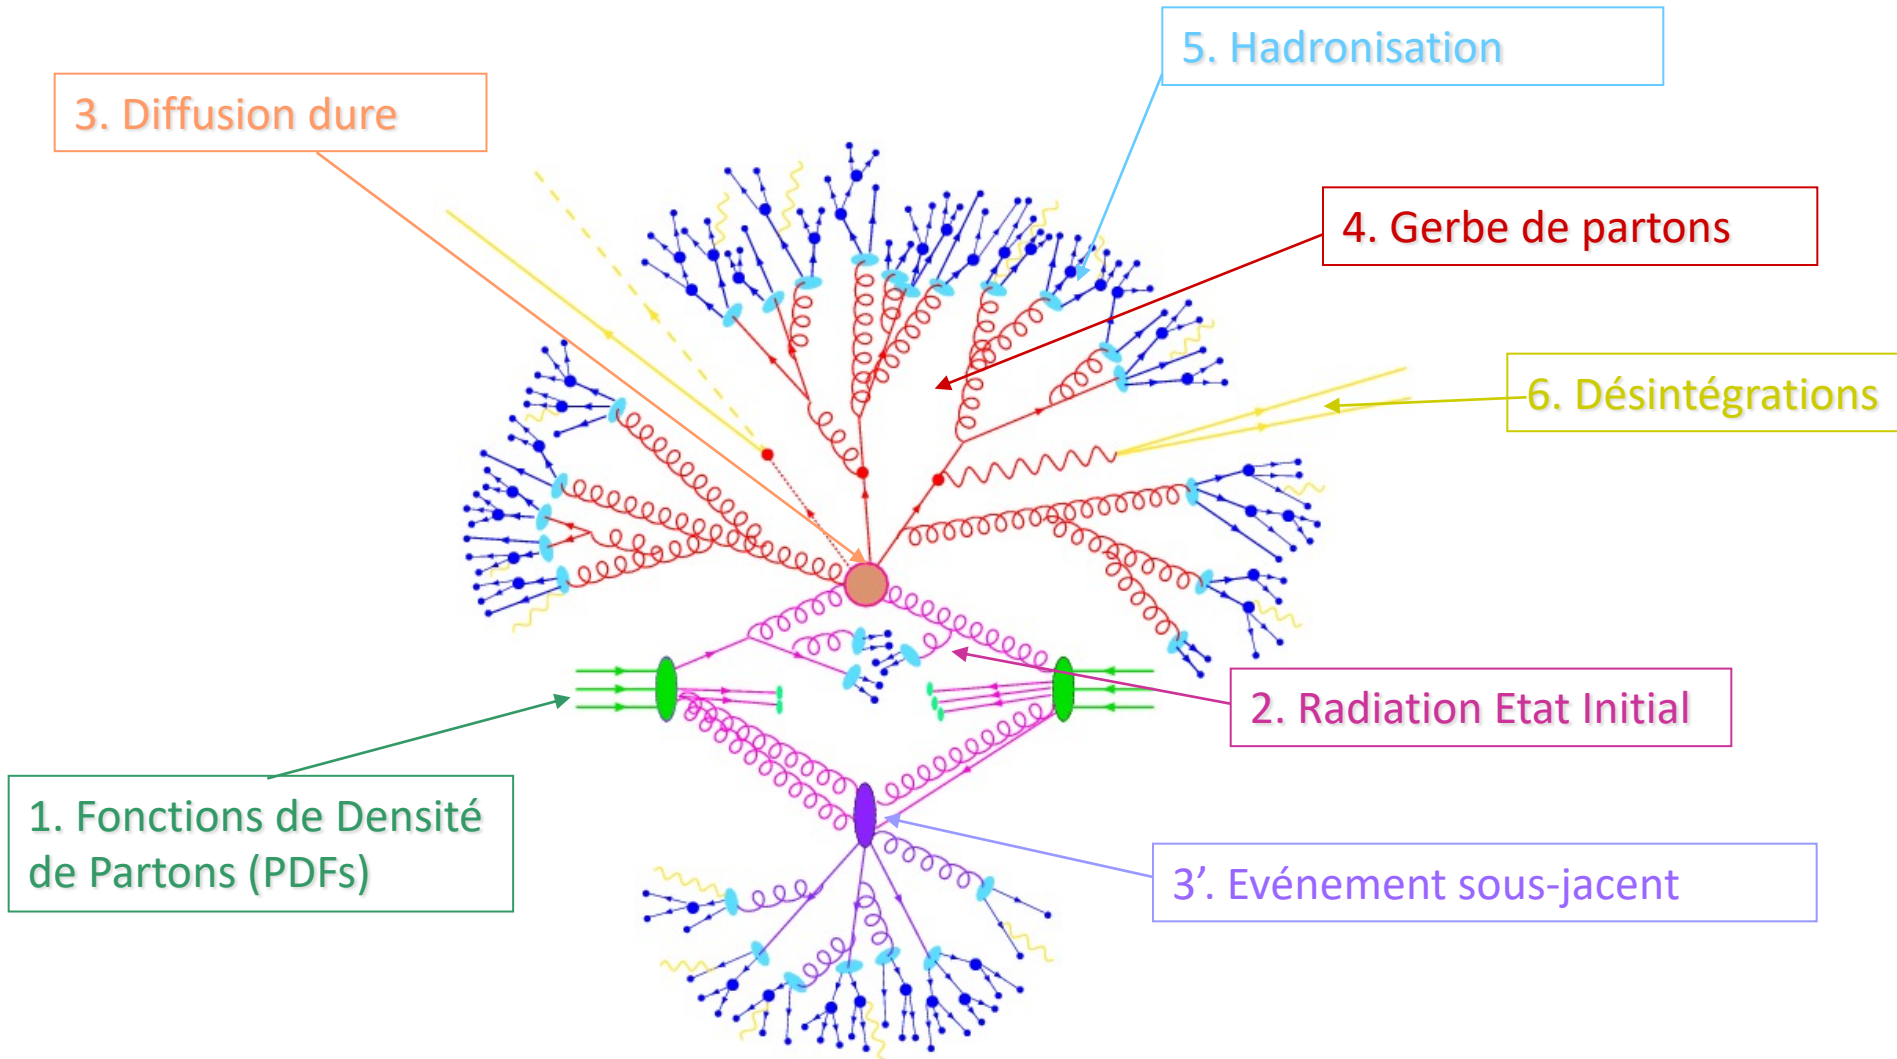 5. Hadronisation
3. Diffusion dure
4. Gerbe de partons
6. Désintégrations
2. Radiation Etat Initial
1. Fonctions de Densité
de Partons (PDFs)
3’. Evénement sous-jacent